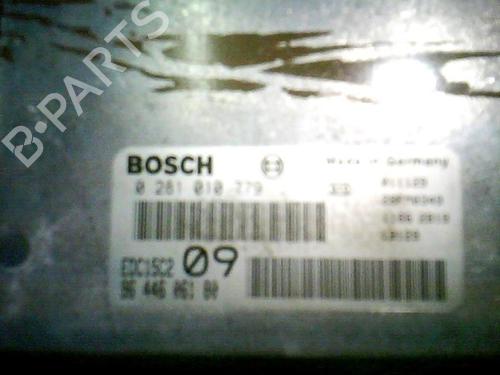 B·PARTS
BOSCH Made in Germany
0 281 010 779
EDC15C2 09
96 446 061 80